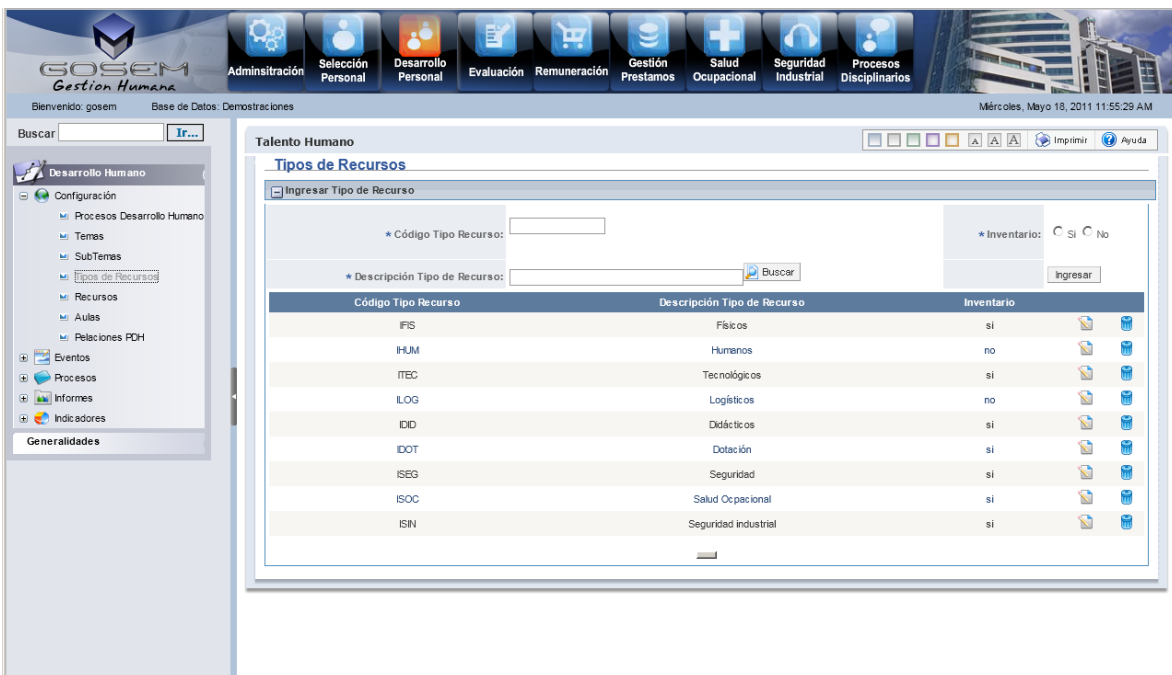 GOSEM
Gestion Humana
Adminsitración
Selección Personal
Desarrollo Personal
Evaluación
Remuneración
Gestión Prestamos
Salud Ocupacional
Seguridad Industrial
Procesos Disciplinarios
Bienvenido: gosem Base de Datos: Demostraciones Miércoles, Mayo 18, 2011 11:55:29 AM
Buscar Ir...
Desarrollo Humano
Configuración
Procesos Desarrollo Humano
Temas
SubTemas
Tipos de Recursos
Recursos
Aulas
Pelaciones PDH
Eventos
Procesos
Informes
Indicadores
Generalidades
Talento Humano A A A Imprimir Ayuda
Tipos de Recursos
Ingresar Tipo de Recurso
* Código Tipo Recurso: * Inventario: Si No
* Descripción Tipo de Recurso: Buscar Ingresar
Código Tipo Recurso Descripción Tipo de Recurso Inventario
IFIS Físicos si
IHUM Humanos no
ITEC Tecnológicos si
ILOG Logísticos no
IDID Didácticos si
IDOT Dotación si
ISEG Seguridad si
ISOC Salud Ocpacional si
ISIN Seguridad industrial si